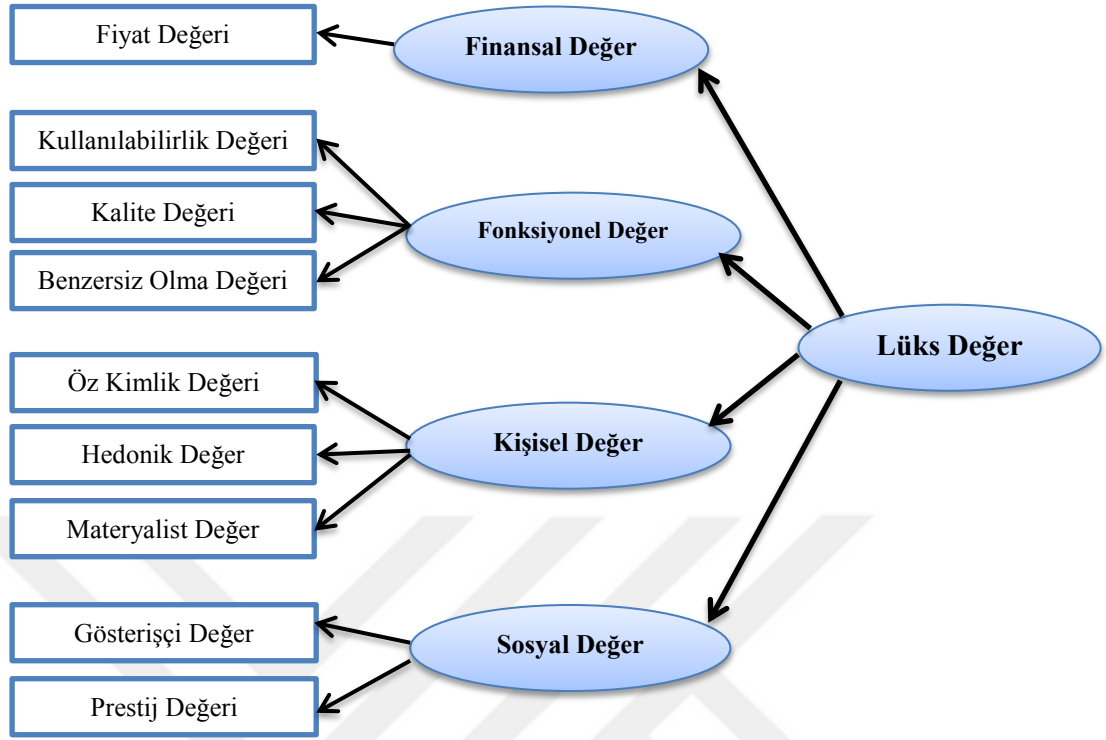 Fiyat Değeri
Finansal Değer
Kullanılabilirlik Değeri
Kalite Değeri
Benzersiz Olma Değeri
Fonksiyonel Değer
Lüks Değer
Öz Kimlik Değeri
Hedonik Değer
Materyalist Değer
Kişisel Değer
Gösterişçi Değer
Prestij Değeri
Sosyal Değer